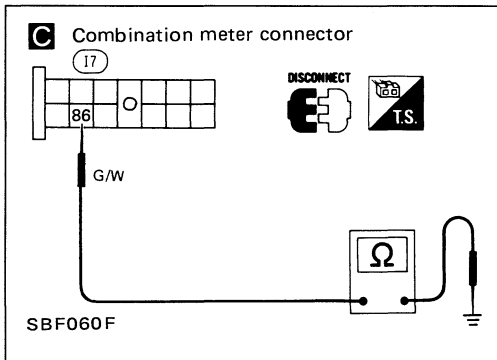 C Combination meter connector
I7
DISCONNECT
T.S.
86
G/W
Ω
SBF060F